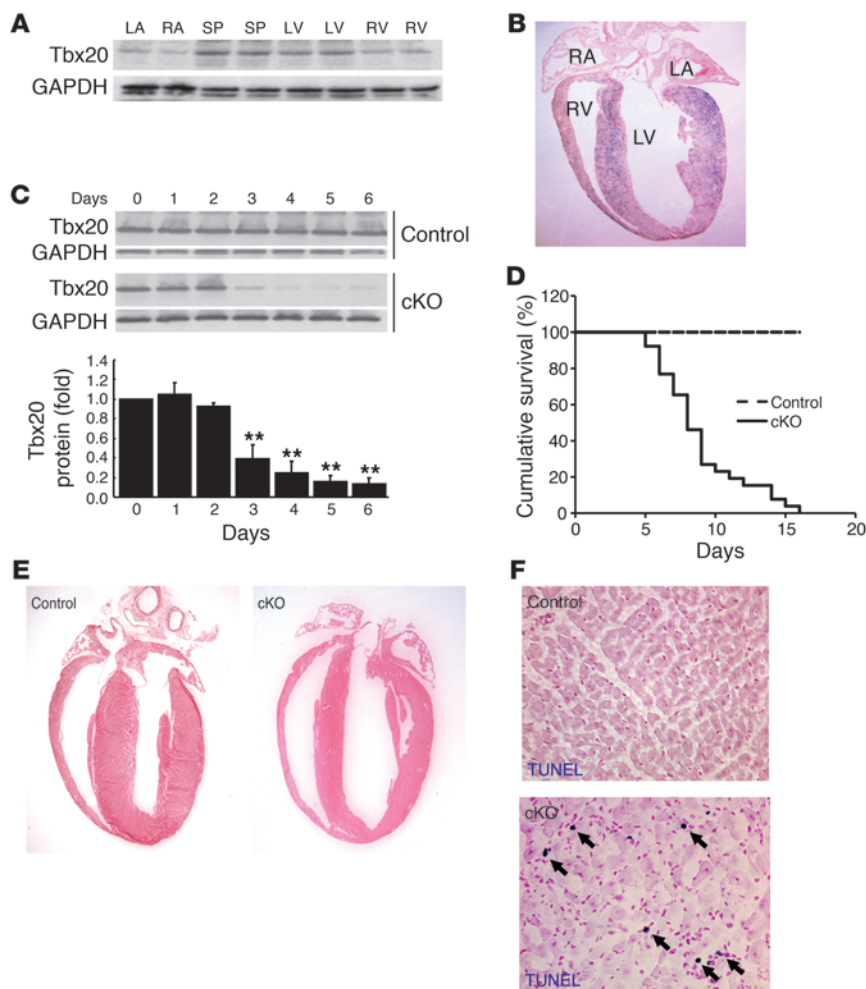 A
LA RA SP SP LV LV RV RV
Tbx20
GAPDH
B
RA
LA
RV
LV
C
Days 0 1 2 3 4 5 6
Tbx20
GAPDH
Control
Tbx20
GAPDH
cKO
Tbx20
protein (fold)
1.4
1.2
1.0
0.8
0.6
0.4
0.2
0.0
** ** ** **
0 1 2 3 4 5 6
Days
D
Cumulative survival (%)
120
100
80
60
40
20
0
Control
cKO
0 5 10 15 20
Days
E
Control
cKO
F
Control
TUNEL
cKO
TUNEL